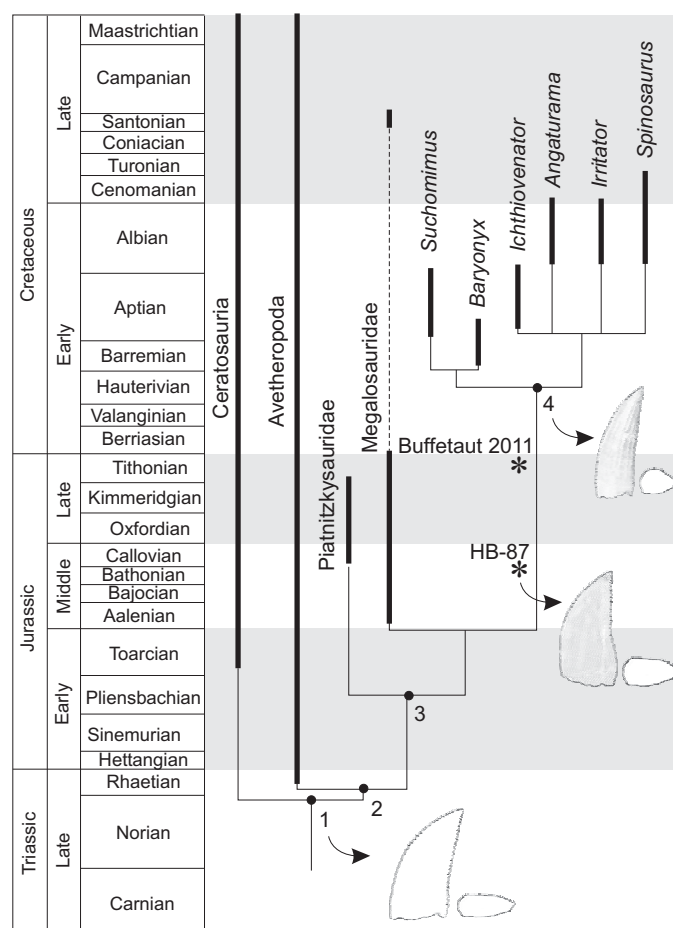 Cretaceous
Late
Maastrichtian
Campanian
Santonian
Coniacian
Turonian
Cenomanian
Early
Albian
Aptian
Barremian
Hauterivian
Valanginian
Berriasian
Jurassic
Late
Tithonian
Kimmeridgian
Oxfordian
Middle
Callovian
Bathonian
Bajocian
Aalenian
Early
Toarcian
Pliensbachian
Sinemurian
Hettangian
Triassic
Late
Rhaetian
Norian
Carnian
Ceratosauria
Avetheropoda
Piatnitzkysauridae
Megalosauridae
Suchomimus
Baryonyx
Ichthiovenator
Angaturama
Irritator
Spinosaurus
4
Buffetaut 2011
*
HB-87
*
3
2
1